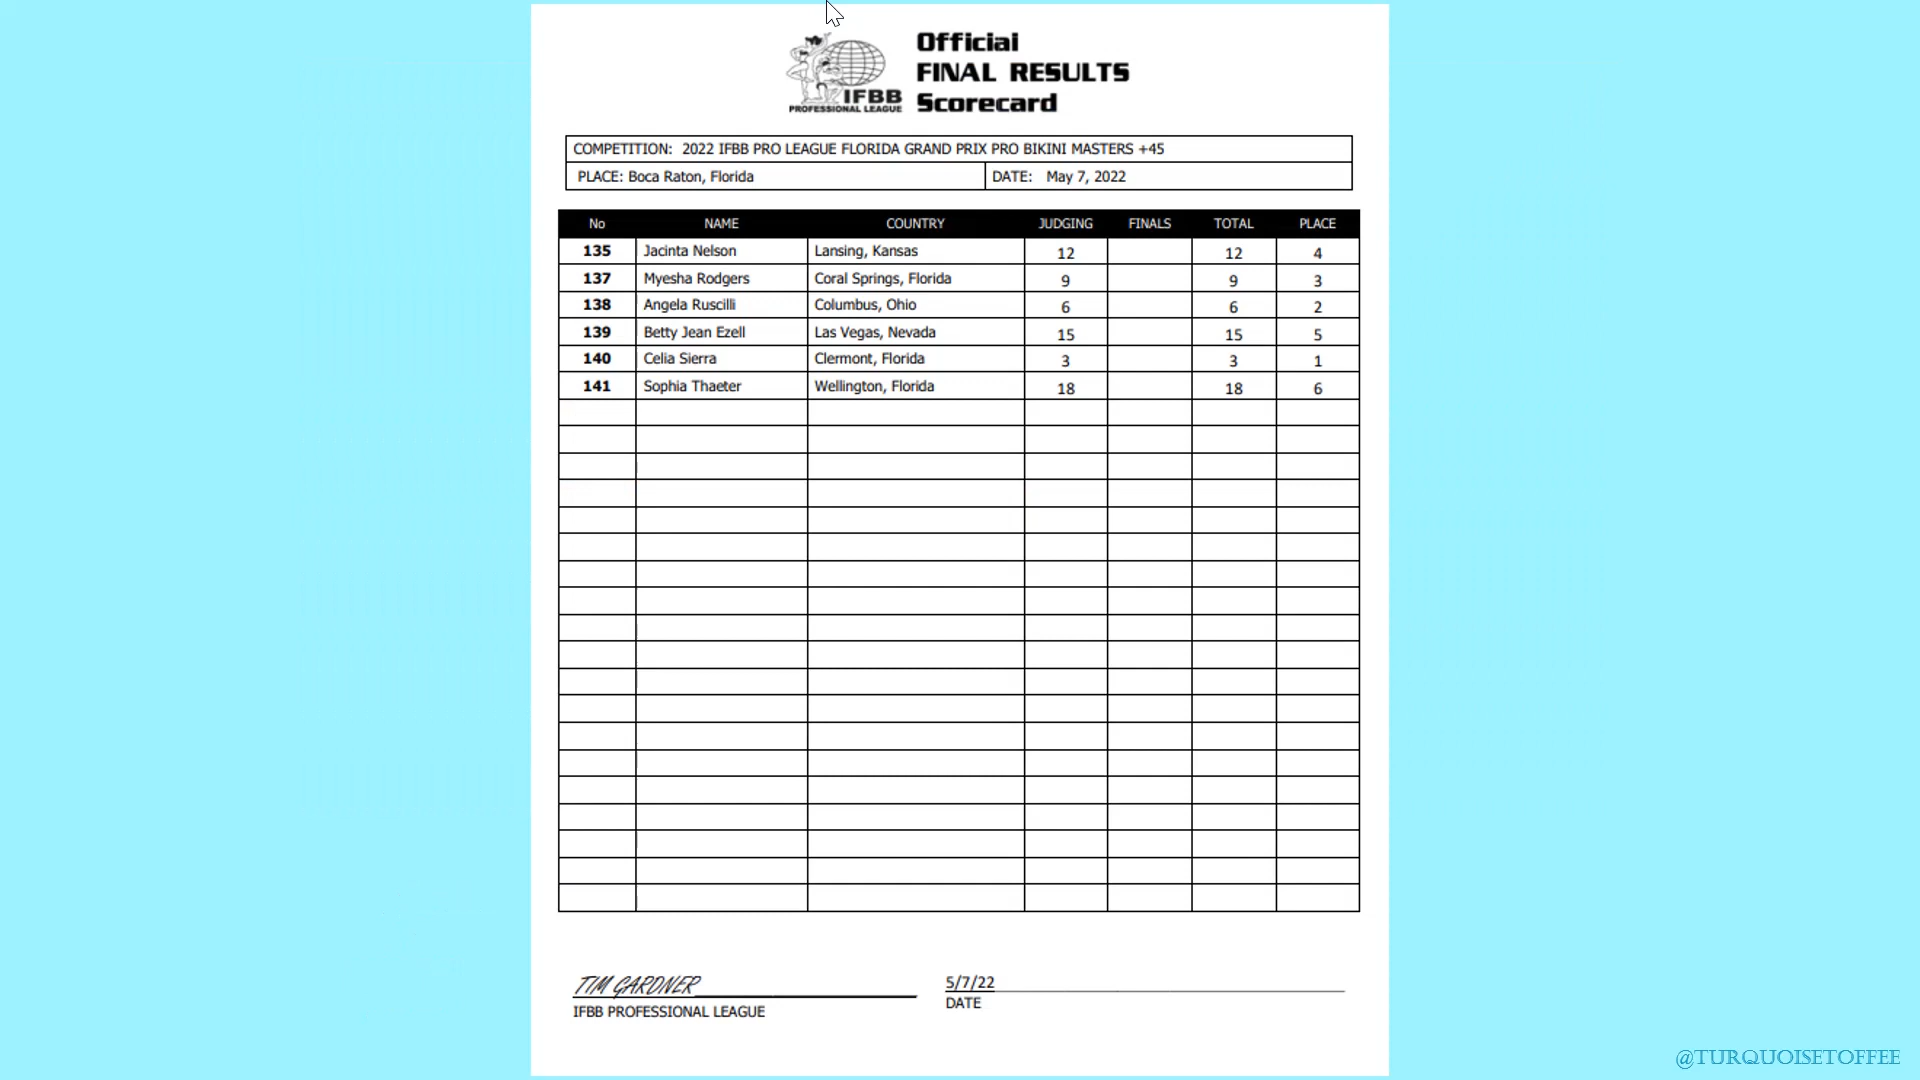 Official
FINAL RESULTS
Scorecard
IFBB
PROFESSIONAL LEAGUE
COMPETITION: 2022 IFBB PRO LEAGUE FLORIDA GRAND PRIX PRO BIKINI MASTERS +45
PLACE: Boca Raton, Florida DATE: May 7, 2022
No NAME COUNTRY JUDGING FINALS TOTAL PLACE
135 Jacinta Nelson Lansing, Kansas 12 12 4
137 Myesha Rodgers Coral Springs, Florida 9 9 3
138 Angela Ruscilli Columbus, Ohio 6 6 2
139 Betty Jean Ezell Las Vegas, Nevada 15 15 5
140 Celia Sierra Clermont, Florida 3 3 1
141 Sophia Thaeter Wellington, Florida 18 18 6
TIM GARDNER 5/7/22
IFBB PROFESSIONAL LEAGUE DATE
@TURQUOISETOFFEE